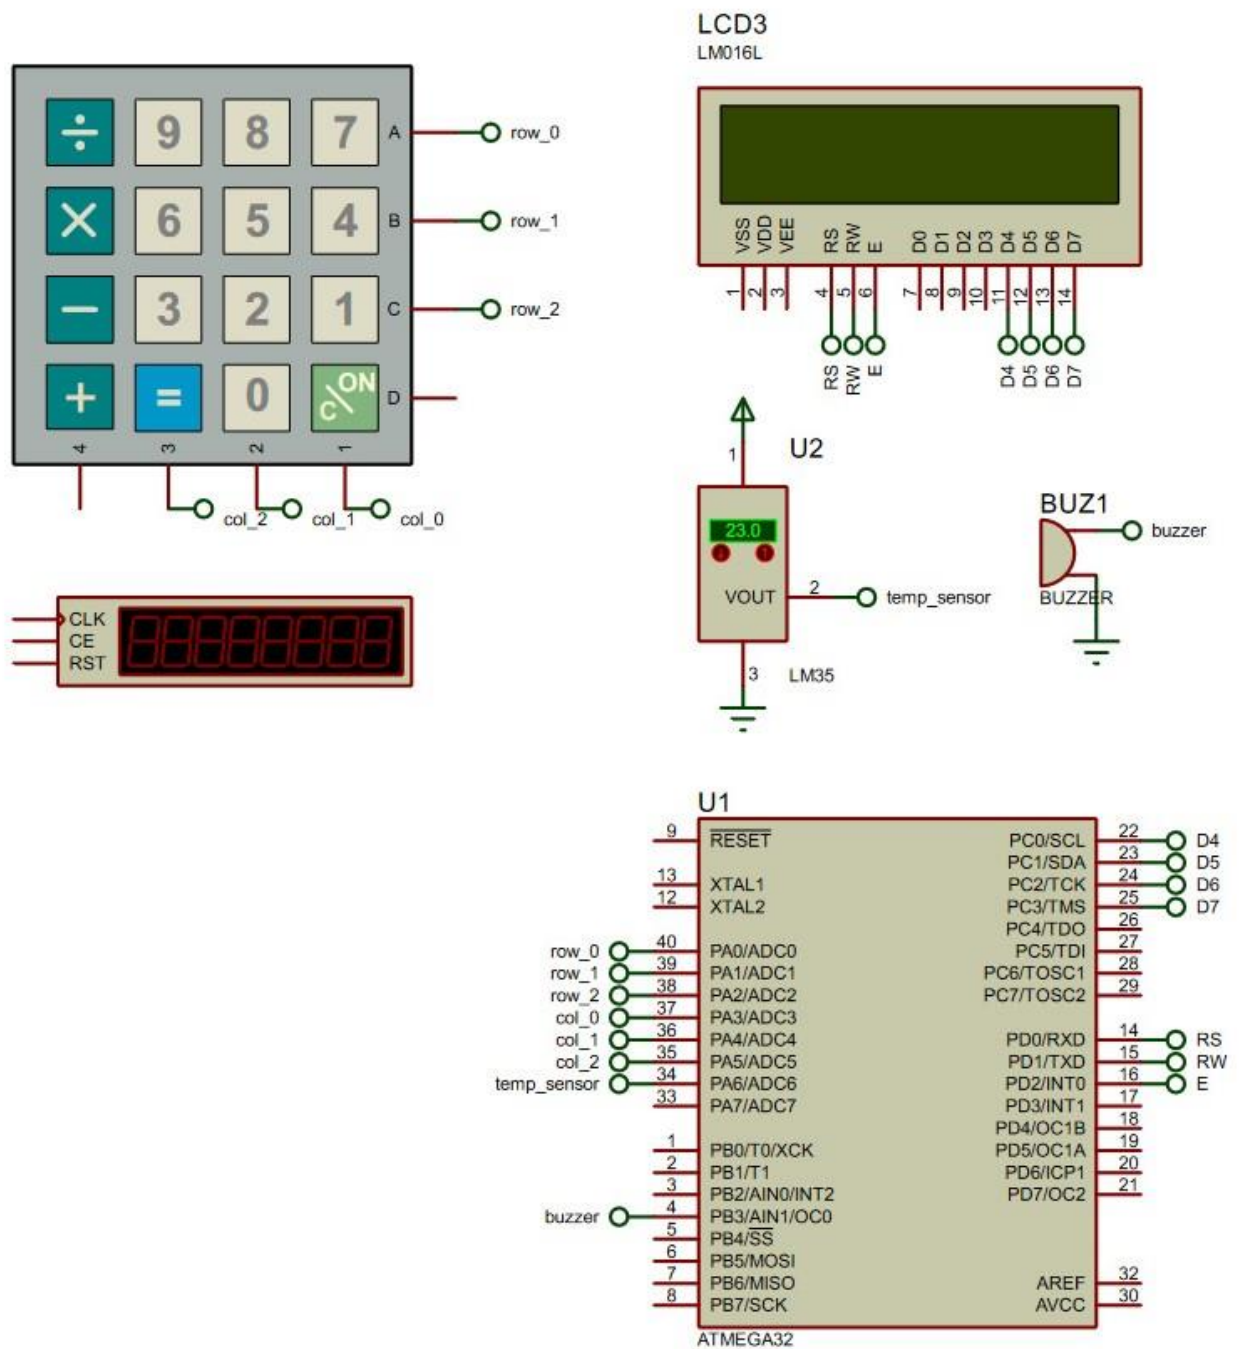 LCD3
LM016L
÷ 9 8 7 A row_0
× 6 5 4 B row_1
− 3 2 1 C row_2
+ = 0 ON C D
4 3 2 1
col_2 col_1 col_0
VSS VDD VEE RS RW E D0 D1 D2 D3 D4 D5 D6 D7
1 2 3 4 5 6 7 8 9 10 11 12 13 14
RS RW E D4 D5 D6 D7
1 U2
23.0
VOUT 2 temp_sensor
3 LM35
BUZ1
buzzer
BUZZER
CLK
CE
RST
88888888
U1
9 RESET
13 XTAL1
12 XTAL2
row_0 40 PA0/ADC0
row_1 39 PA1/ADC1
row_2 38 PA2/ADC2
col_0 37 PA3/ADC3
col_1 36 PA4/ADC4
col_2 35 PA5/ADC5
temp_sensor 34 PA6/ADC6
33 PA7/ADC7
1 PB0/T0/XCK
2 PB1/T1
3 PB2/AIN0/INT2
buzzer 4 PB3/AIN1/OC0
5 PB4/SS
6 PB5/MOSI
7 PB6/MISO
8 PB7/SCK
PC0/SCL 22 D4
PC1/SDA 23 D5
PC2/TCK 24 D6
PC3/TMS 25 D7
PC4/TDO 26
PC5/TDI 27
PC6/TOSC1 28
PC7/TOSC2 29
PD0/RXD 14 RS
PD1/TXD 15 RW
PD2/INT0 16 E
PD3/INT1 17
PD4/OC1B 18
PD5/OC1A 19
PD6/ICP1 20
PD7/OC2 21
AREF 32
AVCC 30
ATMEGA32